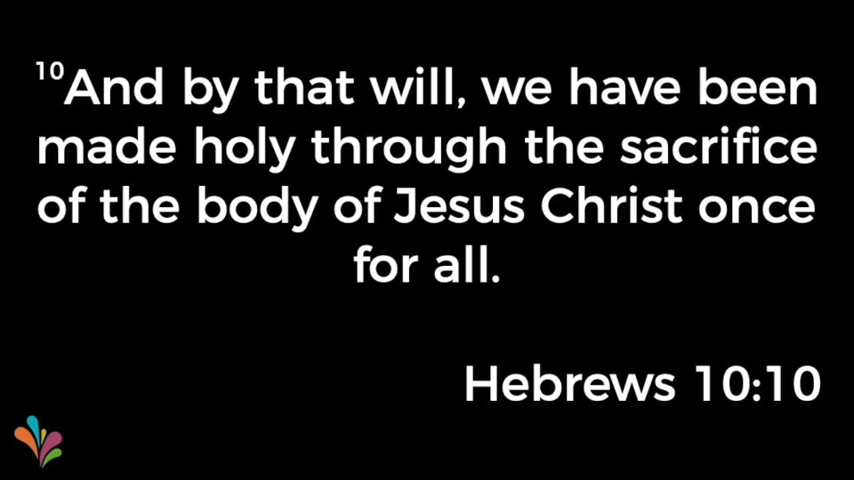 10And by that will, we have been
made holy through the sacrifice
of the body of Jesus Christ once
for all.
Hebrews 10:10